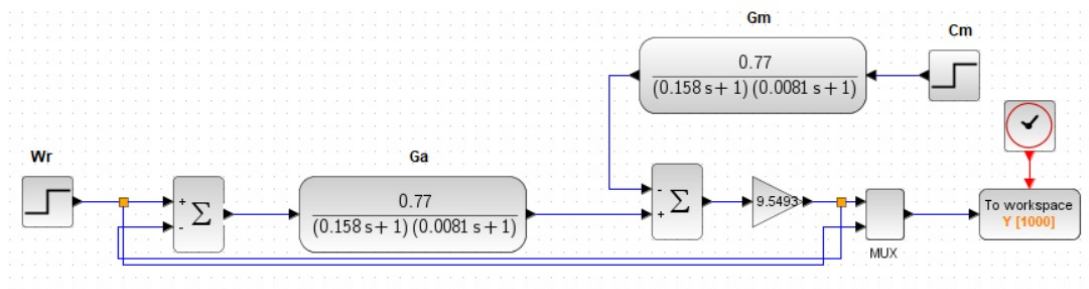 Gm
Cm
0.77
(0.158 s + 1) (0.0081 s + 1)
Wr
Ga
+
-
Σ
0.77
(0.158 s + 1) (0.0081 s + 1)
-
+
Σ
9.5493
MUX
To workspace
Y [1000]